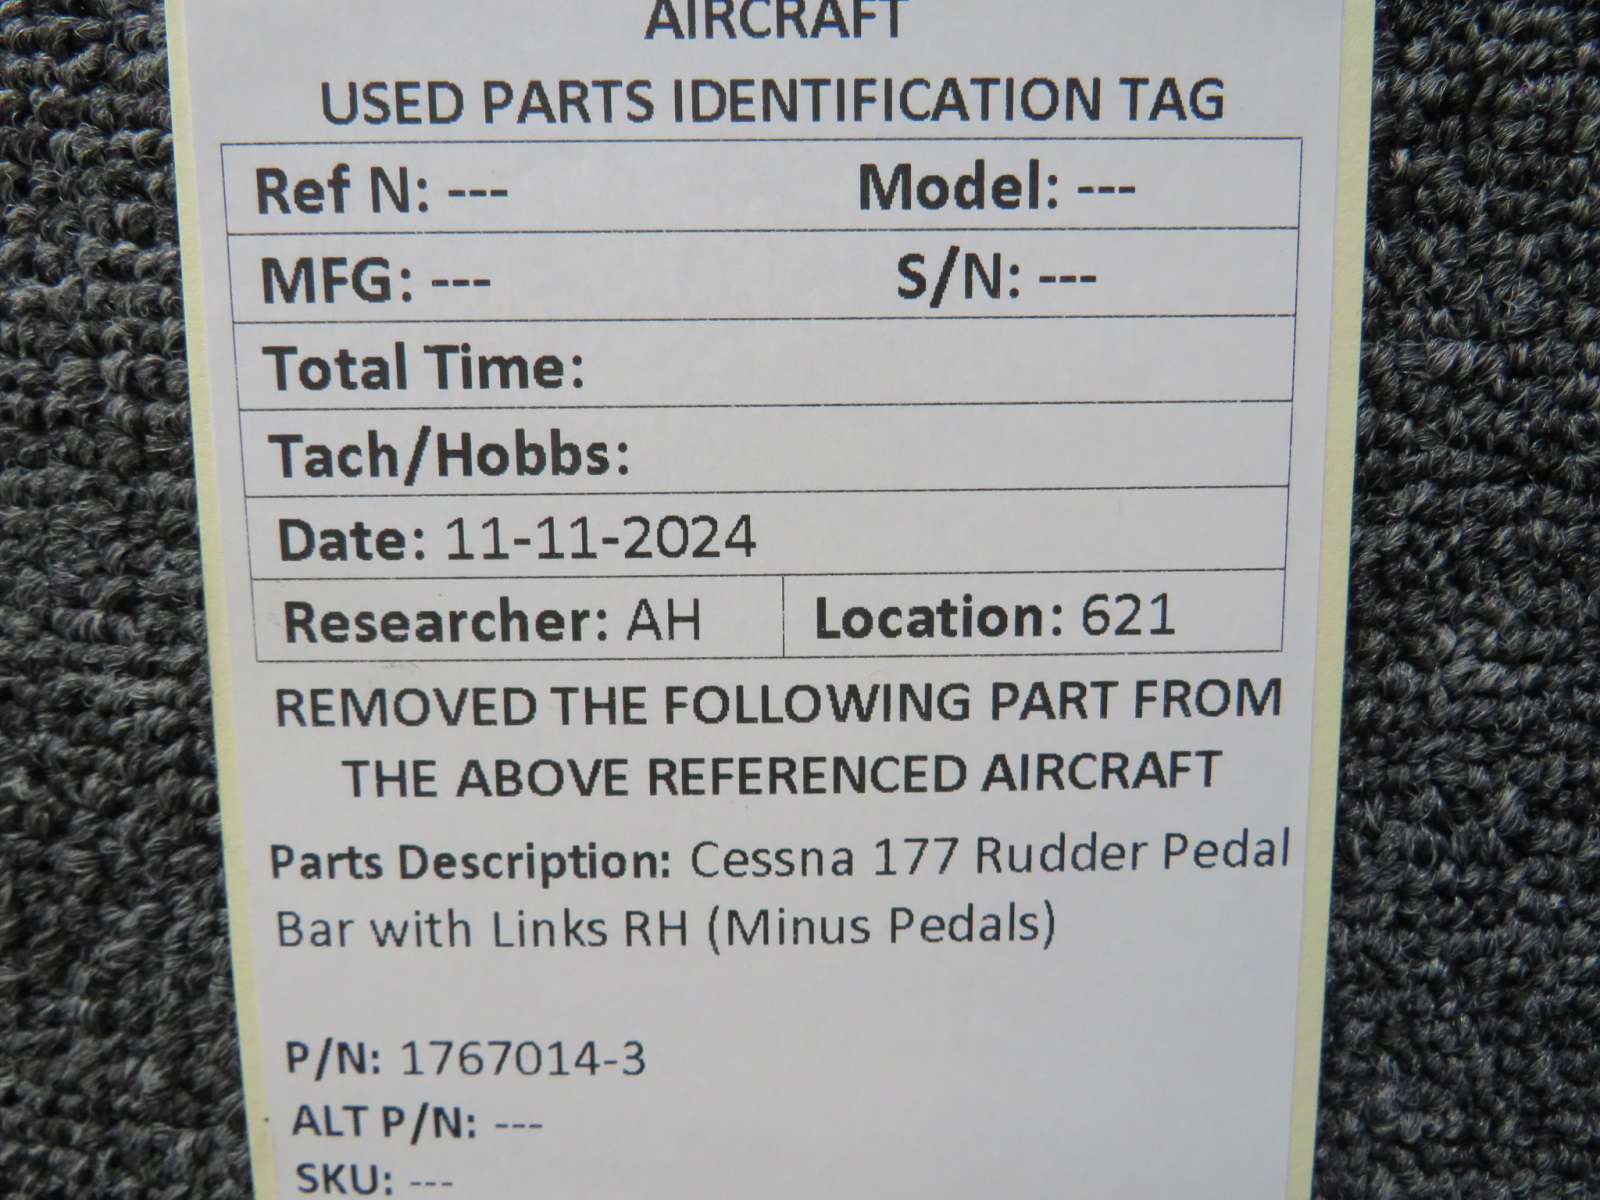 AIRCRAFT
USED PARTS IDENTIFICATION TAG
Ref N: --- Model: ---
MFG: --- S/N: ---
Total Time:
Tach/Hobbs:
Date: 11-11-2024
Researcher: AH Location: 621
REMOVED THE FOLLOWING PART FROM
THE ABOVE REFERENCED AIRCRAFT
Parts Description: Cessna 177 Rudder Pedal
Bar with Links RH (Minus Pedals)
P/N: 1767014-3
ALT P/N: ---
SKU: ---